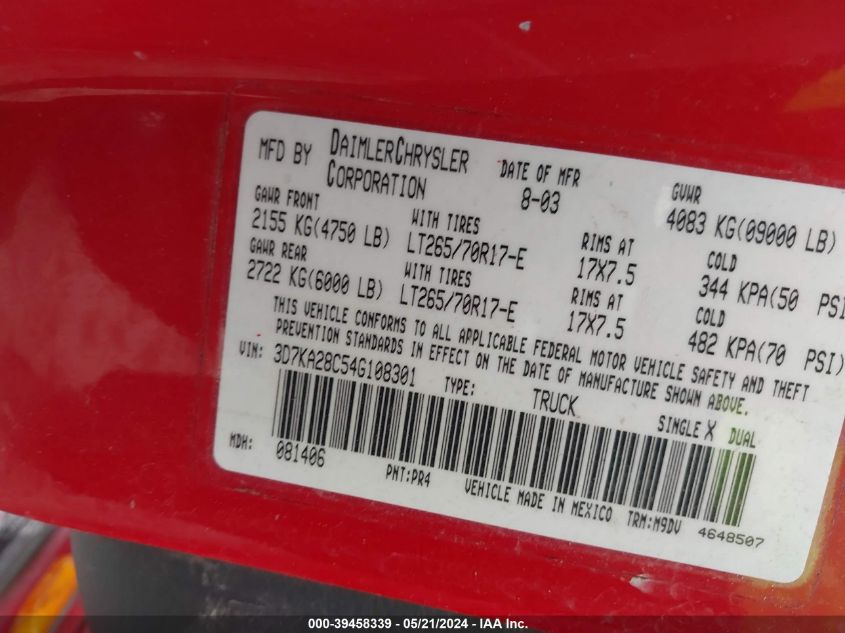 MFD BY DAIMLERCHRYSLER CORPORATION
DATE OF MFR 8-03
GVWR 4083 KG(09000 LB)
GAWR FRONT 2155 KG(4750 LB)
WITH TIRES LT265/70R17-E
RIMS AT 17X7.5
COLD 344 KPA(50 PSI
GAWR REAR 2722 KG(6000 LB)
WITH TIRES LT265/70R17-E
RIMS AT 17X7.5
COLD 482 KPA(70 PSI)
THIS VEHICLE CONFORMS TO ALL APPLICABLE FEDERAL MOTOR VEHICLE SAFETY AND THEFT
PREVENTION STANDARDS IN EFFECT ON THE DATE OF MANUFACTURE SHOWN ABOVE.
VIN: 3D7KA28C54G108301 TYPE: TRUCK SINGLE X DUAL
MDH: 081406
PNT:PR4 VEHICLE MADE IN MEXICO TRM:M9DV 4648507
000-39458339 - 05/21/2024 - IAA Inc.